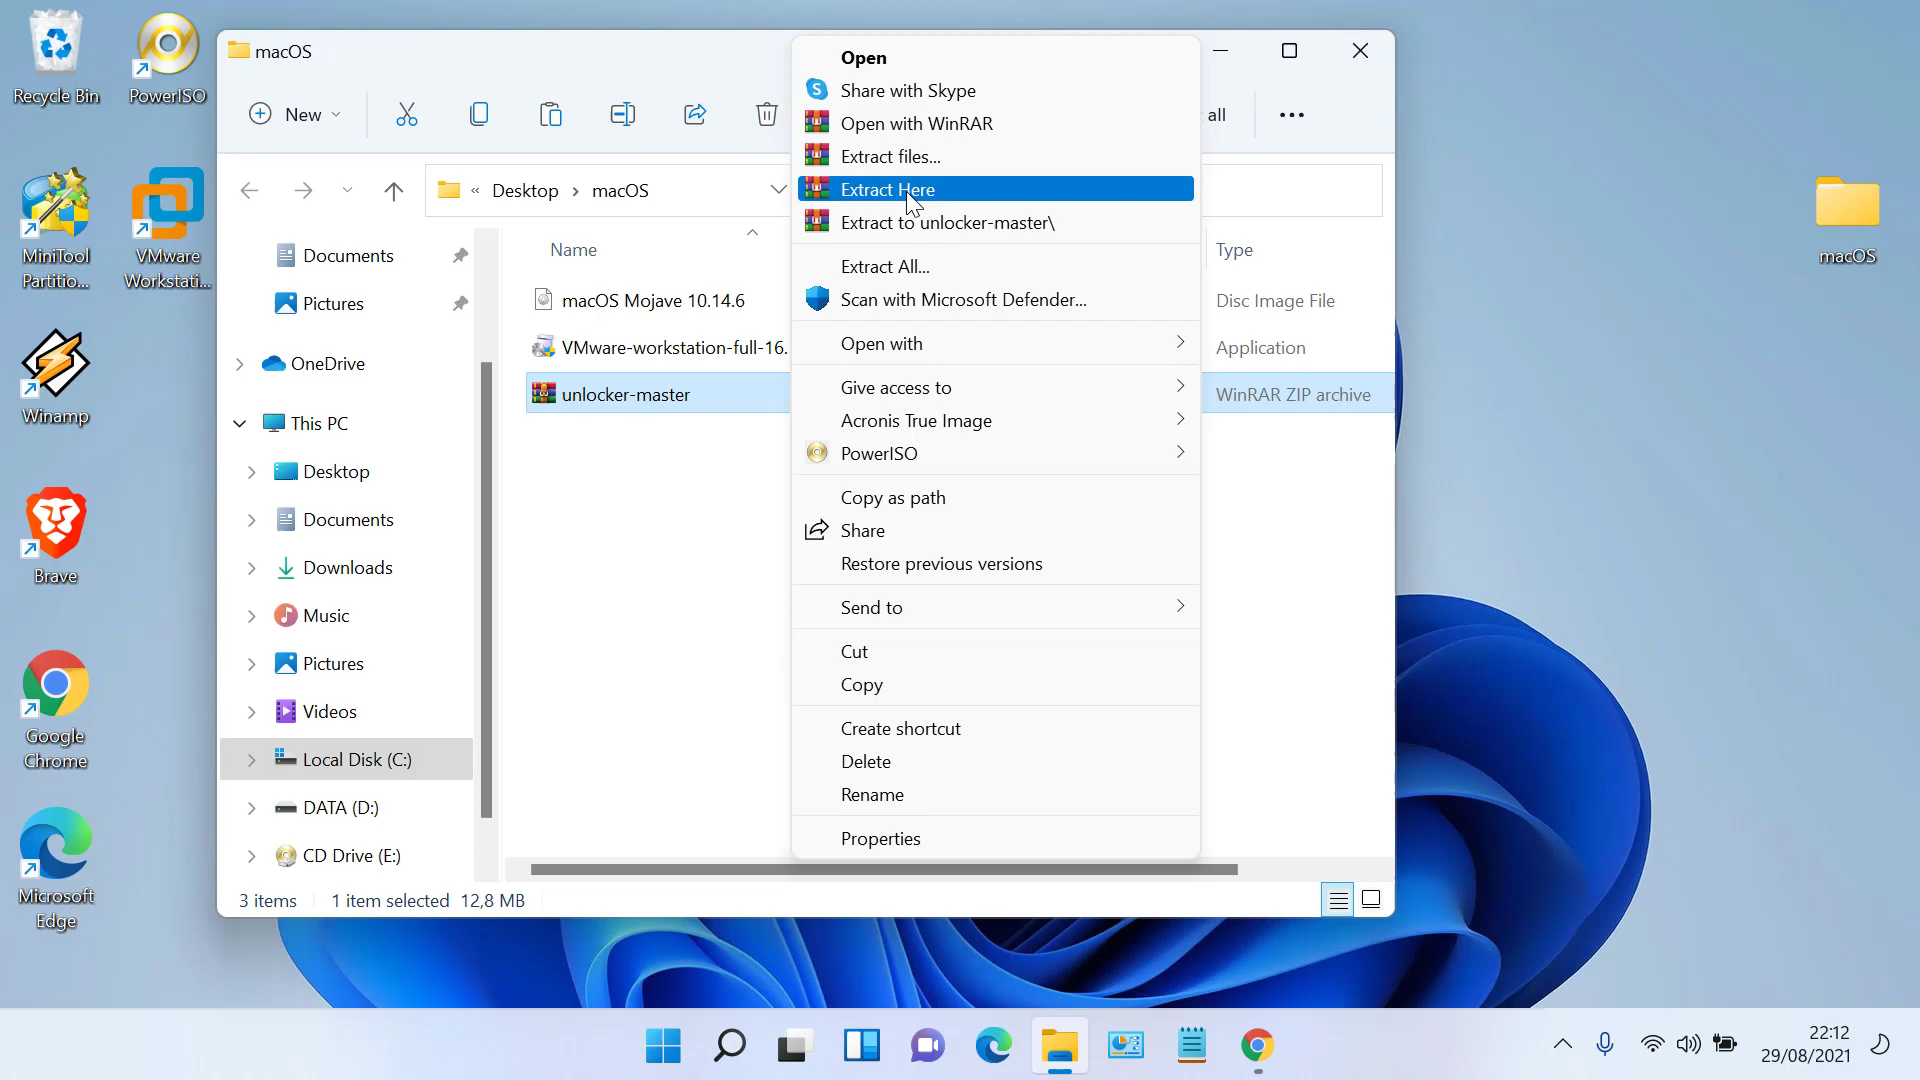 Recycle Bin
PowerISO
MiniTool
Partitio...
VMware
Workstati...
Winamp
Brave
Google
Chrome
Microsoft
Edge
macOS
New
all
« Desktop > macOS
Documents
Pictures
OneDrive
This PC
Desktop
Documents
Downloads
Music
Pictures
Videos
Local Disk (C:)
DATA (D:)
CD Drive (E:)
Name
Type
macOS Mojave 10.14.6
Disc Image File
VMware-workstation-full-16.
Application
unlocker-master
WinRAR ZIP archive
Open
Share with Skype
Open with WinRAR
Extract files...
Extract Here
Extract to unlocker-master\
Extract All...
Scan with Microsoft Defender...
Open with
Give access to
Acronis True Image
PowerISO
Copy as path
Share
Restore previous versions
Send to
Cut
Copy
Create shortcut
Delete
Rename
Properties
3 items
1 item selected 12,8 MB
macOS
22:12
29/08/2021